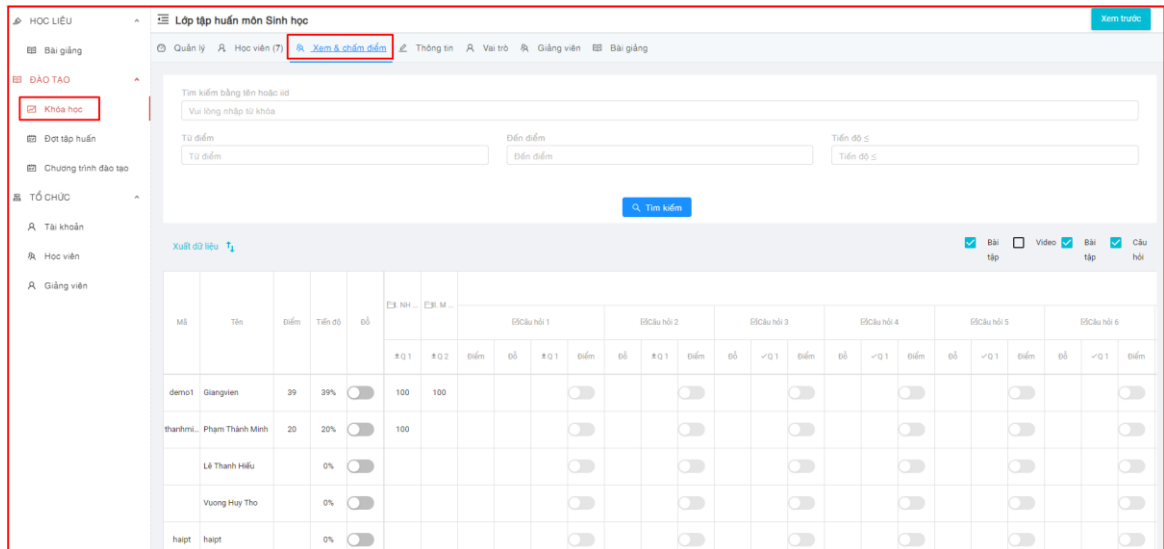 HỌC LIỆU
Bài giảng
ĐÀO TẠO
Khóa học
Đợt tập huấn
Chương trình đào tạo
TỔ CHỨC
Tài khoản
Học viên
Giảng viên
Lớp tập huấn môn Sinh học
Xem trước
Quản lý Học viên (7) Xem & chấm điểm Thông tin Vai trò Giảng viên Bài giảng
Tìm kiếm bằng tên hoặc iid
Vui lòng nhập từ khóa
Từ điểm Đến điểm Tiến độ ≤
Từ điểm Đến điểm Tiến độ ≤
Tìm kiếm
Xuất dữ liệu
Bài tập Video Bài tập Câu hỏi
I. NH ... II. M ...
Mã Tên Điểm Tiến độ Đỗ Câu hỏi 1 Câu hỏi 2 Câu hỏi 3 Câu hỏi 4 Câu hỏi 5 Câu hỏi 6
Q 1 Q 2 Điểm Đỗ Q 1 Điểm Đỗ Q 1 Điểm Đỗ Q 1 Điểm Đỗ Q 1 Điểm Đỗ Q 1 Điểm Đỗ Q 1 Điểm
demo1 Giangvien 39 39% 100 100
thanhmi... Phạm Thành Minh 20 20% 100
Lê Thanh Hiếu 0%
Vuong Huy Tho 0%
haipt haipt 0%